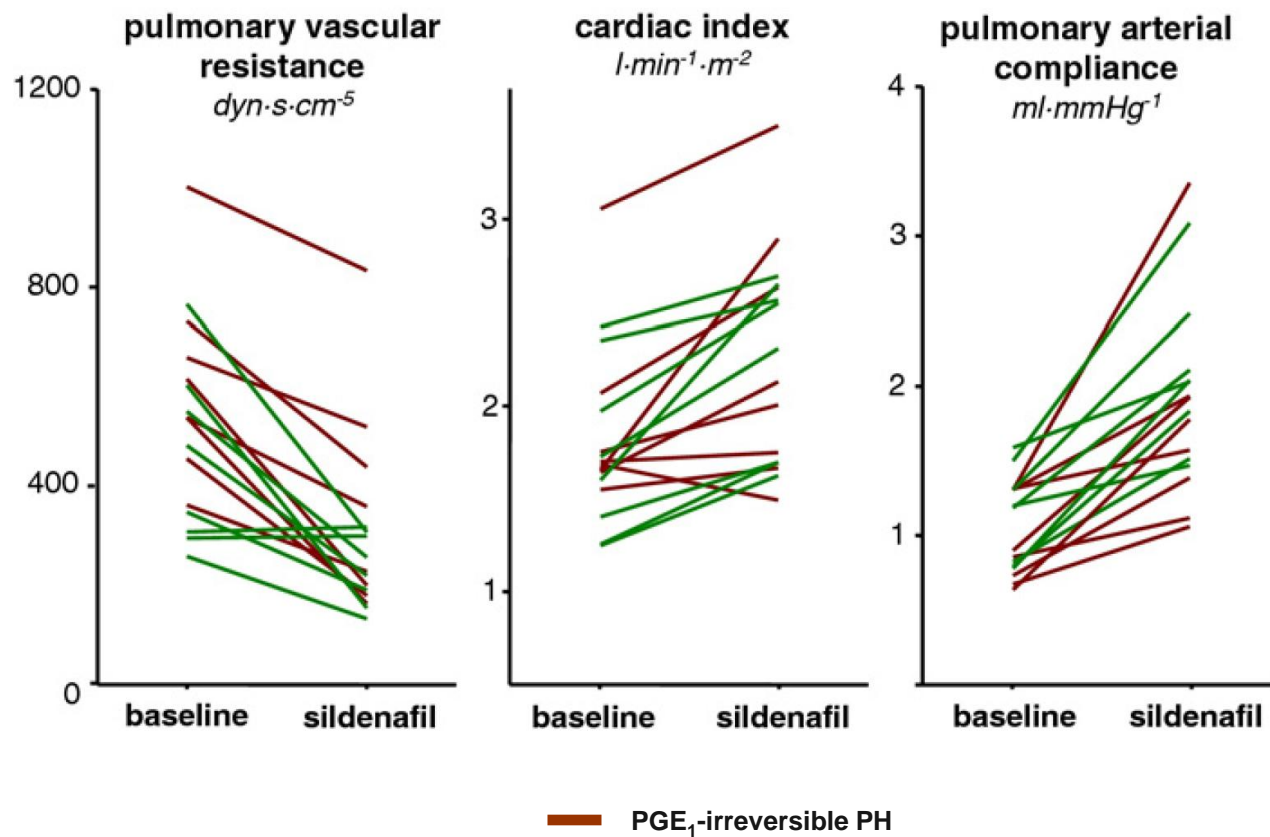 pulmonary vascular
resistance
dyn·s·cm⁻⁵
1200
800
400
0
baseline
sildenafil
cardiac index
l·min⁻¹·m⁻²
3
2
1
baseline
sildenafil
pulmonary arterial
compliance
ml·mmHg⁻¹
4
3
2
1
baseline
sildenafil
PGE₁-irreversible PH